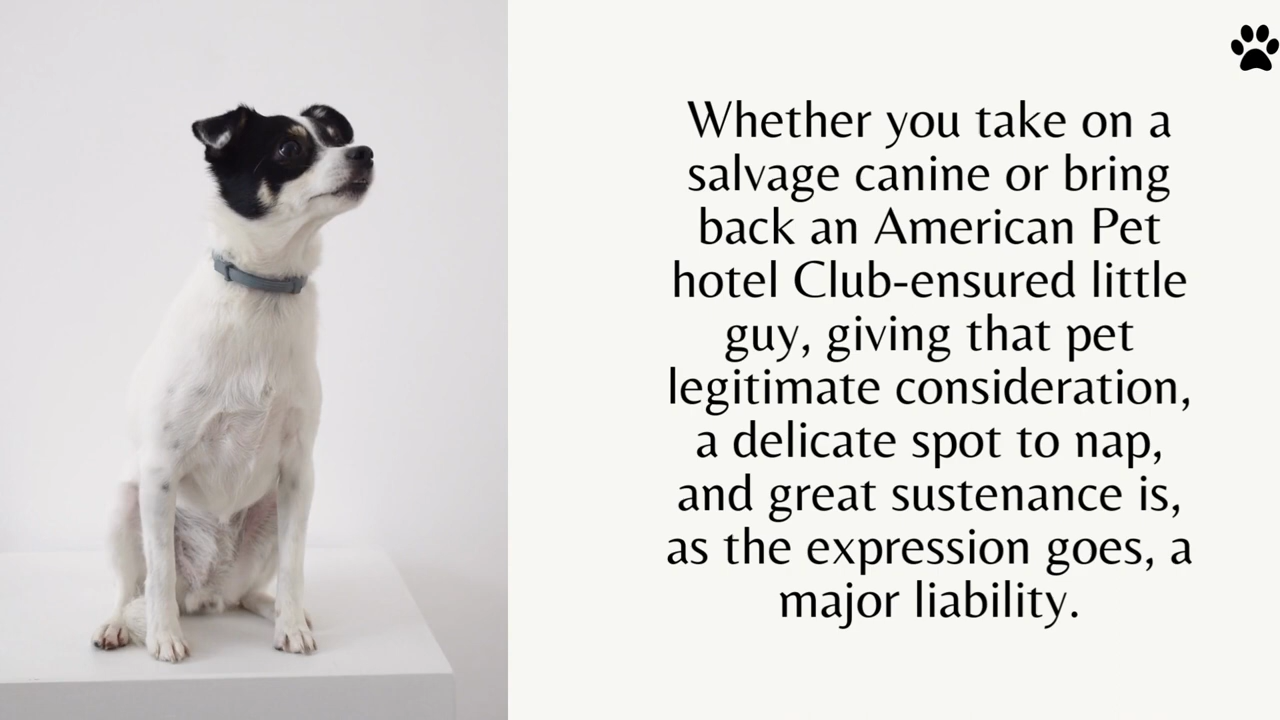 Whether you take on a
salvage canine or bring
back an American Pet
hotel Club-ensured little
guy, giving that pet
legitimate consideration,
a delicate spot to nap,
and great sustenance is,
as the expression goes, a
major liability.